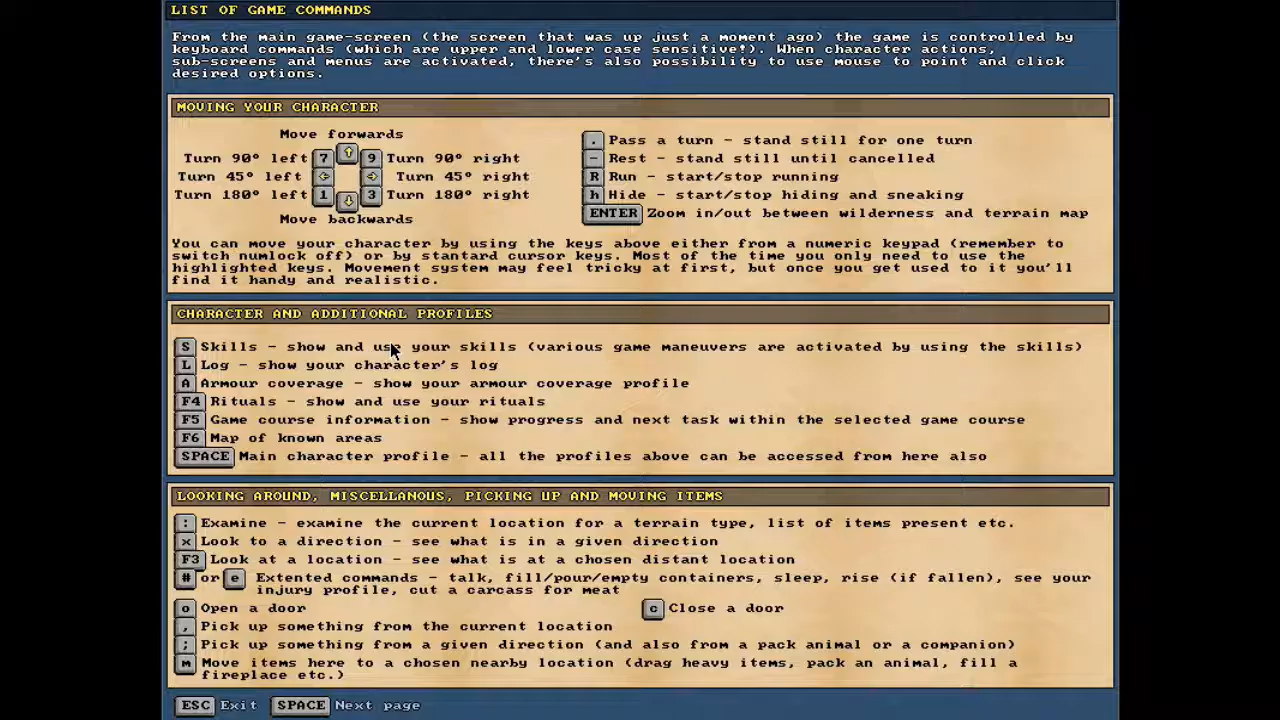 LIST OF GAME COMMANDS
From the main game-screen (the screen that was up just a moment ago) the game is controlled by
keyboard commands (which are upper and lower case sensitive!). When character actions,
sub-screens and menus are activated, there's also possibility to use mouse to point and click
desired options.
MOVING YOUR CHARACTER
Move forwards
Turn 90° left 7 ↑ 9 Turn 90° right
Turn 45° left ← → Turn 45° right
Turn 180° left 1 ↓ 3 Turn 180° right
Move backwards
. Pass a turn - stand still for one turn
- Rest - stand still until cancelled
R Run - start/stop running
h Hide - start/stop hiding and sneaking
ENTER Zoom in/out between wilderness and terrain map
You can move your character by using the keys above either from a numeric keypad (remember to
switch numlock off) or by stantard cursor keys. Most of the time you only need to use the
highlighted keys. Movement system may feel tricky at first, but once you get used to it you'll
find it handy and realistic.
CHARACTER AND ADDITIONAL PROFILES
S Skills - show and use your skills (various game maneuvers are activated by using the skills)
L Log - show your character's log
A Armour coverage - show your armour coverage profile
F4 Rituals - show and use your rituals
F5 Game course information - show progress and next task within the selected game course
F6 Map of known areas
SPACE Main character profile - all the profiles above can be accessed from here also
LOOKING AROUND, MISCELLANOUS, PICKING UP AND MOVING ITEMS
: Examine - examine the current location for a terrain type, list of items present etc.
x Look to a direction - see what is in a given direction
F3 Look at a location - see what is at a chosen distant location
# or e Extented commands - talk, fill/pour/empty containers, sleep, rise (if fallen), see your
injury profile, cut a carcass for meat
o Open a door c Close a door
, Pick up something from the current location
; Pick up something from a given direction (and also from a pack animal or a companion)
m Move items here to a chosen nearby location (drag heavy items, pack an animal, fill a
fireplace etc.)
ESC Exit SPACE Next page